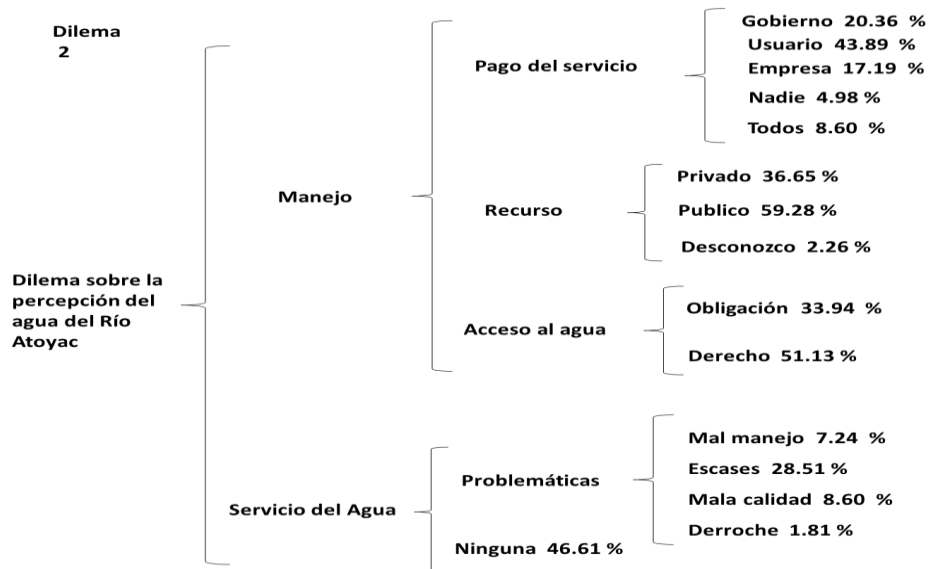 Dilema
2
Dilema sobre la
percepción del
agua del Río
Atoyac
Manejo
Pago del servicio
Gobierno 20.36 %
Usuario 43.89 %
Empresa 17.19 %
Nadie 4.98 %
Todos 8.60 %
Recurso
Privado 36.65 %
Publico 59.28 %
Desconozco 2.26 %
Acceso al agua
Obligación 33.94 %
Derecho 51.13 %
Servicio del Agua
Problemáticas
Mal manejo 7.24 %
Escases 28.51 %
Mala calidad 8.60 %
Derroche 1.81 %
Ninguna 46.61 %